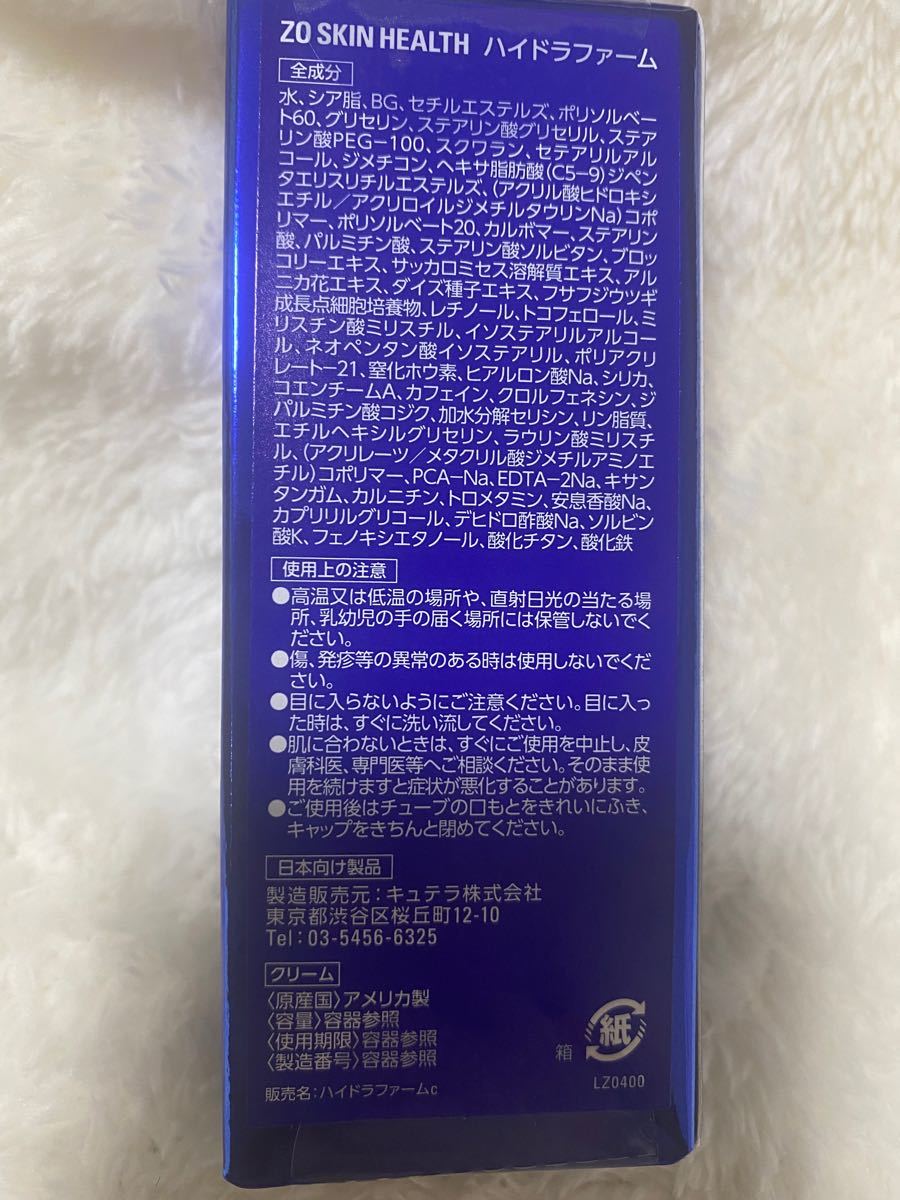 ZO SKIN HEALTH ハイドラファーム
全成分
水、シア脂、BG、セチルエステルズ、ポリソルベー
ト60、グリセリン、ステアリン酸グリセリル、ステア
リン酸PEG-100、スクワラン、セテアリルアル
コール、ジメチコン、ヘキサ脂肪酸(C5-9)ジペン
タエリスリチルエステルズ、(アクリル酸ヒドロキシ
エチル/アクリロイルジメチルタウリンNa)コポ
リマー、ポリソルベート20、カルボマー、ステアリン
酸、パルミチン酸、ステアリン酸ソルビタン、ブロッ
コリーエキス、サッカロミセス溶解質エキス、アル
ニカ花エキス、ダイズ種子エキス、フサフジウツギ
成長点細胞培養物、レチノール、トコフェロール、ミ
リスチン酸ミリスチル、イソステアリルアルコー
ル、ネオペンタン酸イソステアリル、ポリアクリ
レート-21、窒化ホウ素、ヒアルロン酸Na、シリカ、
コエンチームA、カフェイン、クロルフェネシン、ジ
パルミチン酸コジク、加水分解セリシン、リン脂質、
エチルヘキシルグリセリン、ラウリン酸ミリスチ
ル、(アクリレーツ/メタクリル酸ジメチルアミノエ
チル)コポリマー、PCA-Na、EDTA-2Na、キサン
タンガム、カルニチン、トロメタミン、安息香酸Na、
カプリリルグリコール、デヒドロ酢酸Na、ソルビン
酸K、フェノキシエタノール、酸化チタン、酸化鉄
使用上の注意
●高温又は低温の場所や、直射日光の当たる場
所、乳幼児の手の届く場所には保管しないでく
ださい。
●傷、発疹等の異常のある時は使用しないでくだ
さい。
●目に入らないようにご注意ください。目に入っ
た時は、すぐに洗い流してください。
●肌に合わないときは、すぐにご使用を中止し、皮
膚科医、専門医等へご相談ください。そのまま使
用を続けますと症状が悪化することがあります。
●ご使用後はチューブの口もとをきれいにふき、
キャップをきちんと閉めてください。
日本向け製品
製造販売元:キュテラ株式会社
東京都渋谷区桜丘町12-10
Tel:03-5456-6325
クリーム
〈原産国〉アメリカ製
〈容量〉容器参照
〈使用期限〉容器参照
〈製造番号〉容器参照
販売名:ハイドラファームc
箱
紙
LZ0400